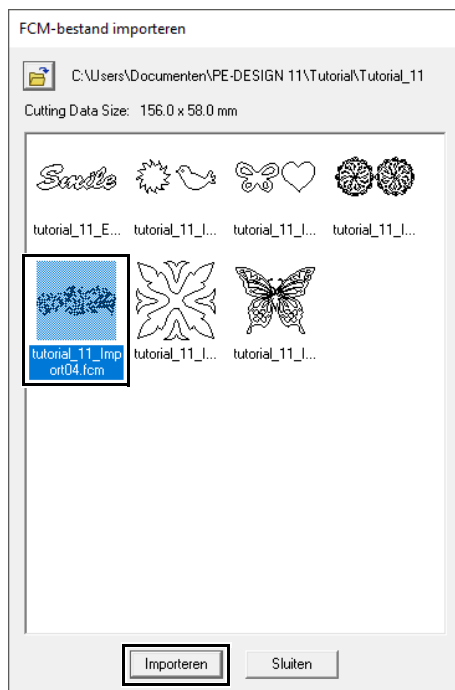 FCM-bestand importeren
C:\Users\Documenten\PE-DESIGN 11\Tutorial\Tutorial_11
Cutting Data Size: 156.0 x 58.0 mm
Smile
tutorial_11_E... tutorial_11_I... tutorial_11_I... tutorial_11_I...
tutorial_11_Imp
ort04.fcm
tutorial_11_I... tutorial_11_I...
Importeren Sluiten